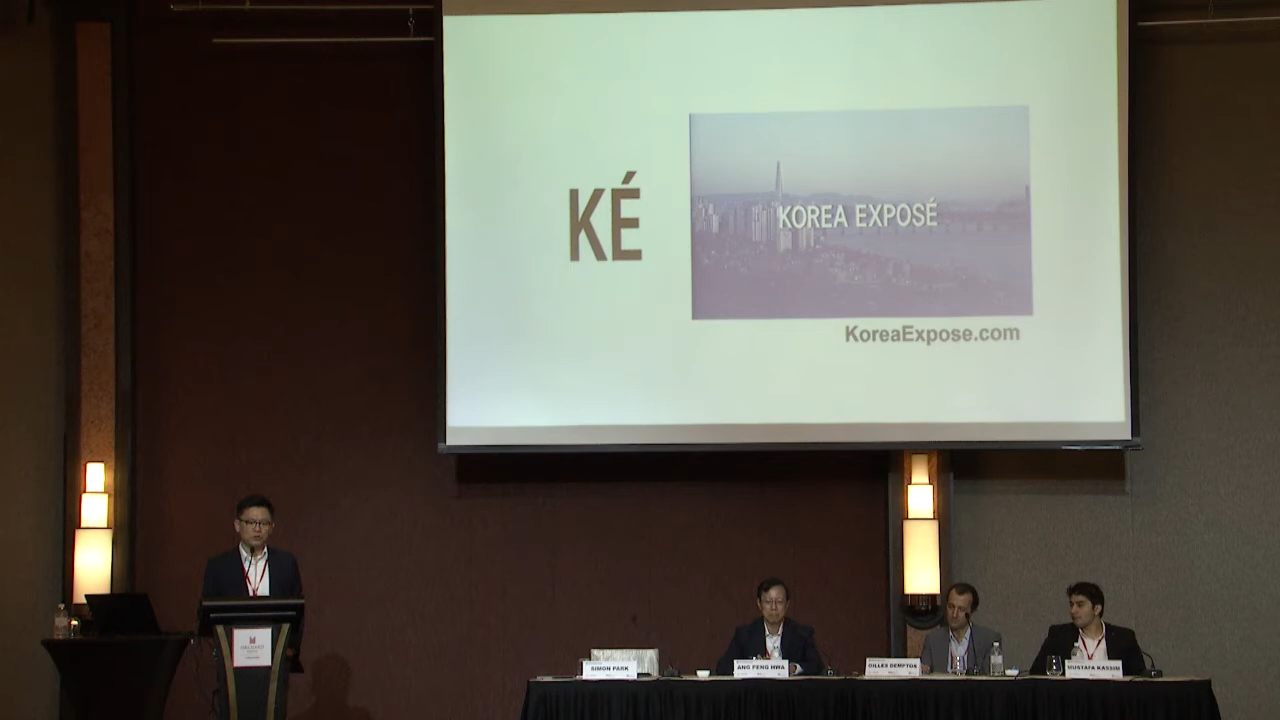 KÉ
KOREA EXPOSÉ
KoreaExpose.com
SIMON PARK
ANG PENG HWA
GILLES DEMPTOS
MUSTAFA KASSIM